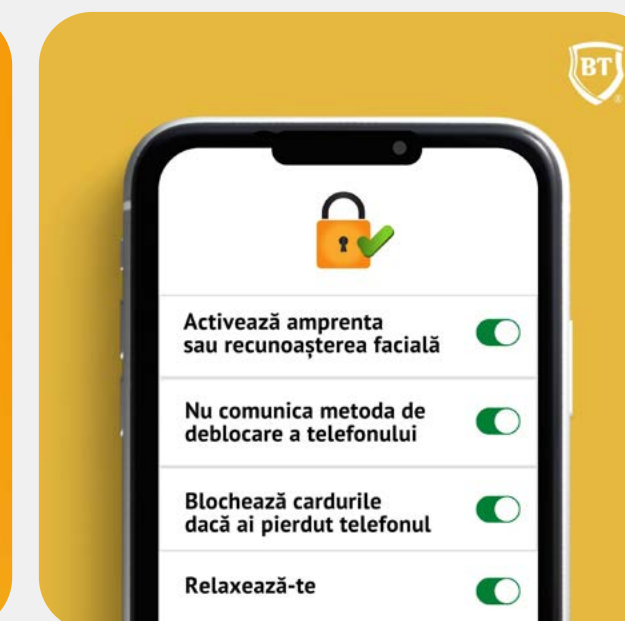 BT
Activează amprenta
sau recunoașterea facială
Nu comunica metoda de
deblocare a telefonului
Blochează cardurile
dacă ai pierdut telefonul
Relaxează-te